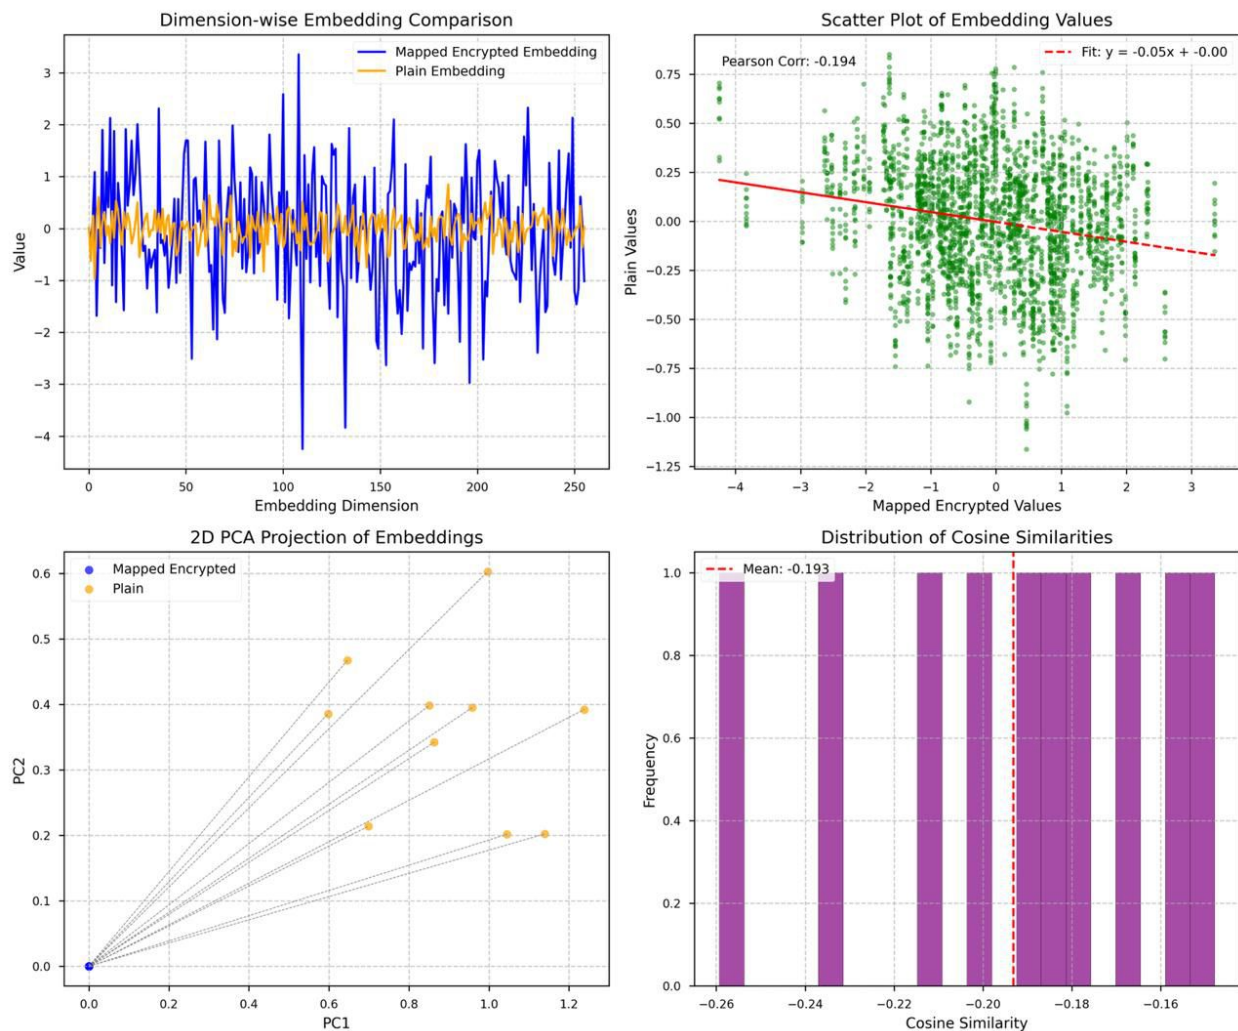 Dimension-wise Embedding Comparison
Mapped Encrypted Embedding
Plain Embedding
Value
3
2
1
0
−1
−2
−3
−4
0 50 100 150 200 250
Embedding Dimension
Scatter Plot of Embedding Values
Pearson Corr: -0.194
Fit: y = -0.05x + -0.00
Plain Values
0.75
0.50
0.25
0.00
−0.25
−0.50
−0.75
−1.00
−1.25
−4 −3 −2 −1 0 1 2 3
Mapped Encrypted Values
2D PCA Projection of Embeddings
Mapped Encrypted
Plain
PC2
0.6
0.5
0.4
0.3
0.2
0.1
0.0
0.0 0.2 0.4 0.6 0.8 1.0 1.2
PC1
Distribution of Cosine Similarities
Mean: -0.193
Frequency
1.0
0.8
0.6
0.4
0.2
0.0
−0.26 −0.24 −0.22 −0.20 −0.18 −0.16
Cosine Similarity